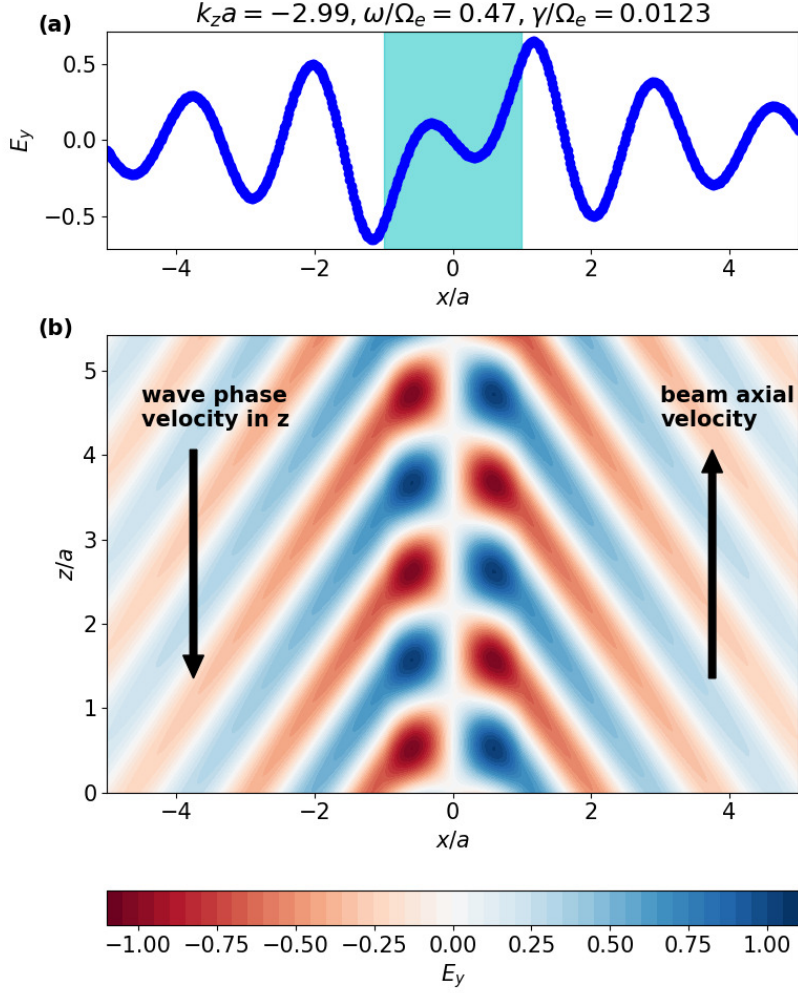 (a)
k_z a = −2.99, ω/Ω_e = 0.47, γ/Ω_e = 0.0123
0.5
0.0
−0.5
E_y
−4 −2 0 2 4
x/a
(b)
5
4
3
2
1
0
z/a
wave phase
velocity in z
beam axial
velocity
−4 −2 0 2 4
x/a
−1.00 −0.75 −0.50 −0.25 0.00 0.25 0.50 0.75 1.00
E_y